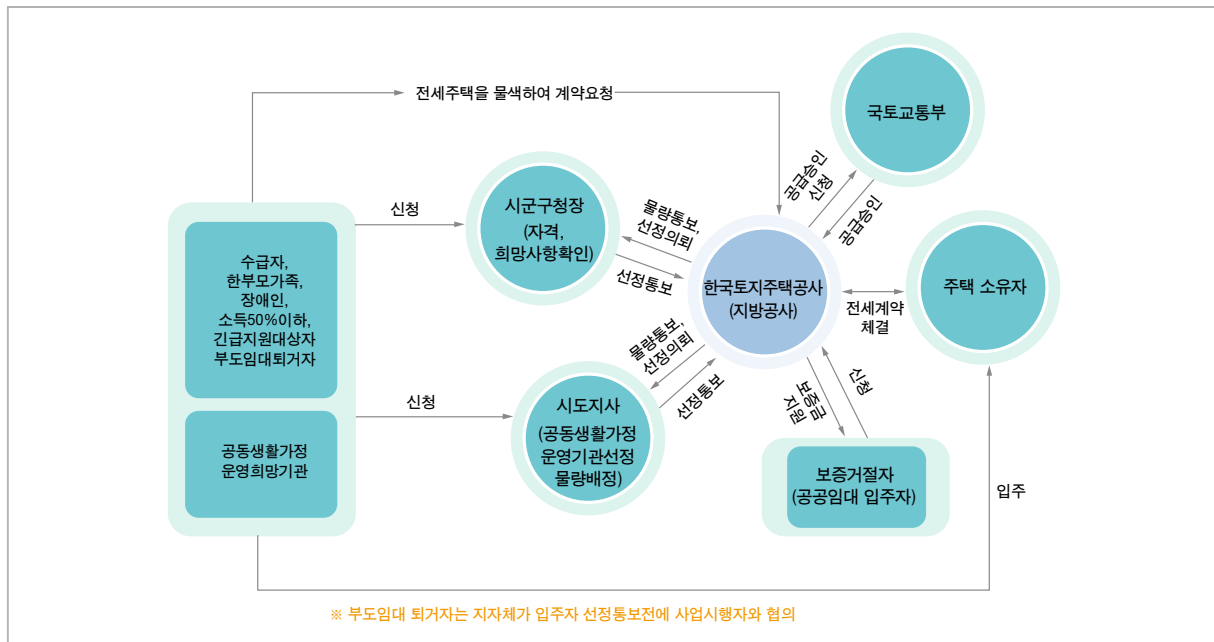 전세주택을 물색하여 계약요청
국토교통부
공급승인
신청
공급승인
신청
시군구청장
(자격,
희망사항확인)
물량통보,
선정의뢰
선정통보
수급자,
한부모가족,
장애인,
소득50%이하,
긴급지원대상자
부도임대퇴거자
한국토지주택공사
(지방공사)
주택 소유자
전세계약
체결
물량통보,
선정의뢰
선정통보
신청
시도지사
(공동생활가정
운영기관선정
물량배정)
보증금
지원
신청
공동생활가정
운영희망기관
보증거절자
(공공임대 입주자)
입주
※ 부도임대 퇴거자는 지자체가 입주자 선정통보전에 사업시행자와 협의